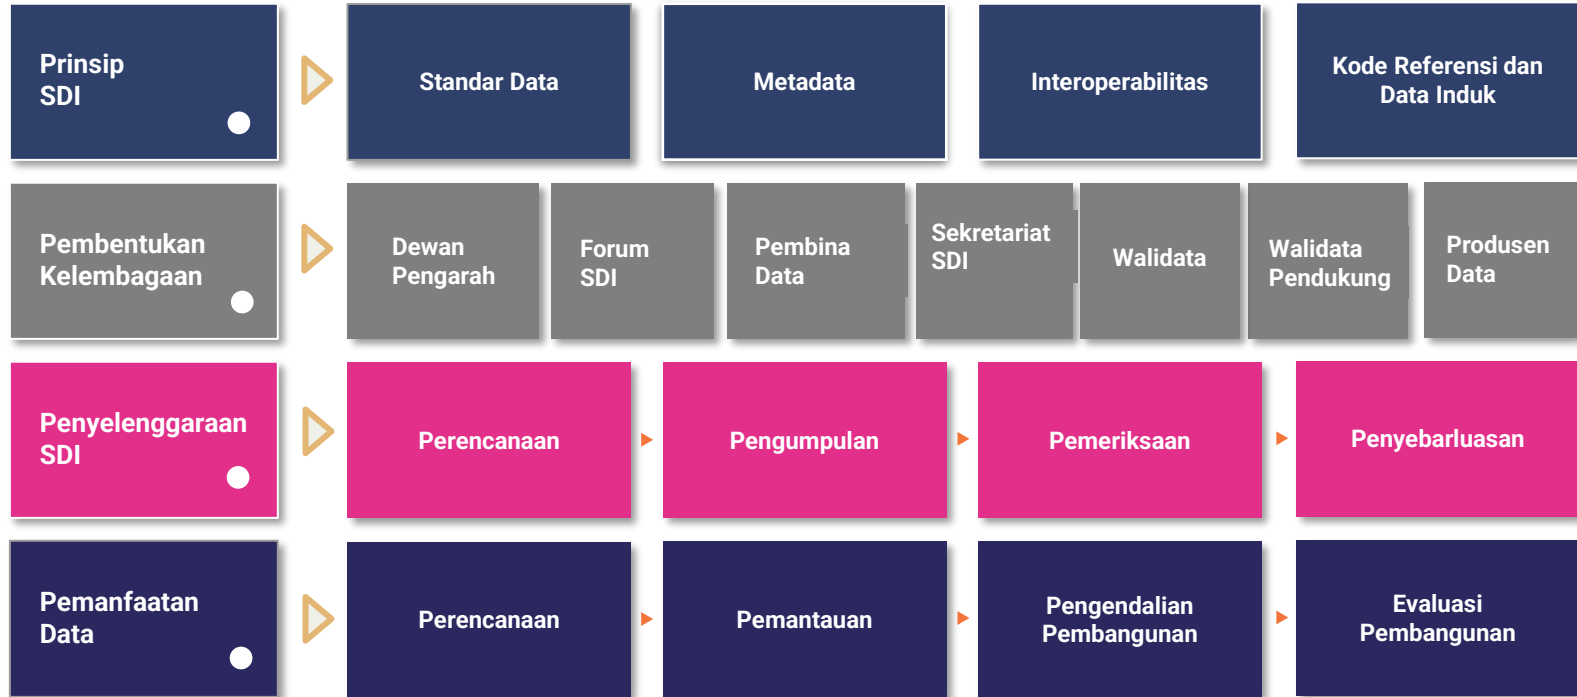 Prinsip
SDI
Standar Data
Metadata
Interoperabilitas
Kode Referensi dan
Data Induk
Pembentukan
Kelembagaan
Dewan
Pengarah
Forum
SDI
Pembina
Data
Sekretariat
SDI
Walidata
Walidata
Pendukung
Produsen
Data
Penyelenggaraan
SDI
Perencanaan
Pengumpulan
Pemeriksaan
Penyebarluasan
Pemanfaatan
Data
Perencanaan
Pemantauan
Pengendalian
Pembangunan
Evaluasi
Pembangunan